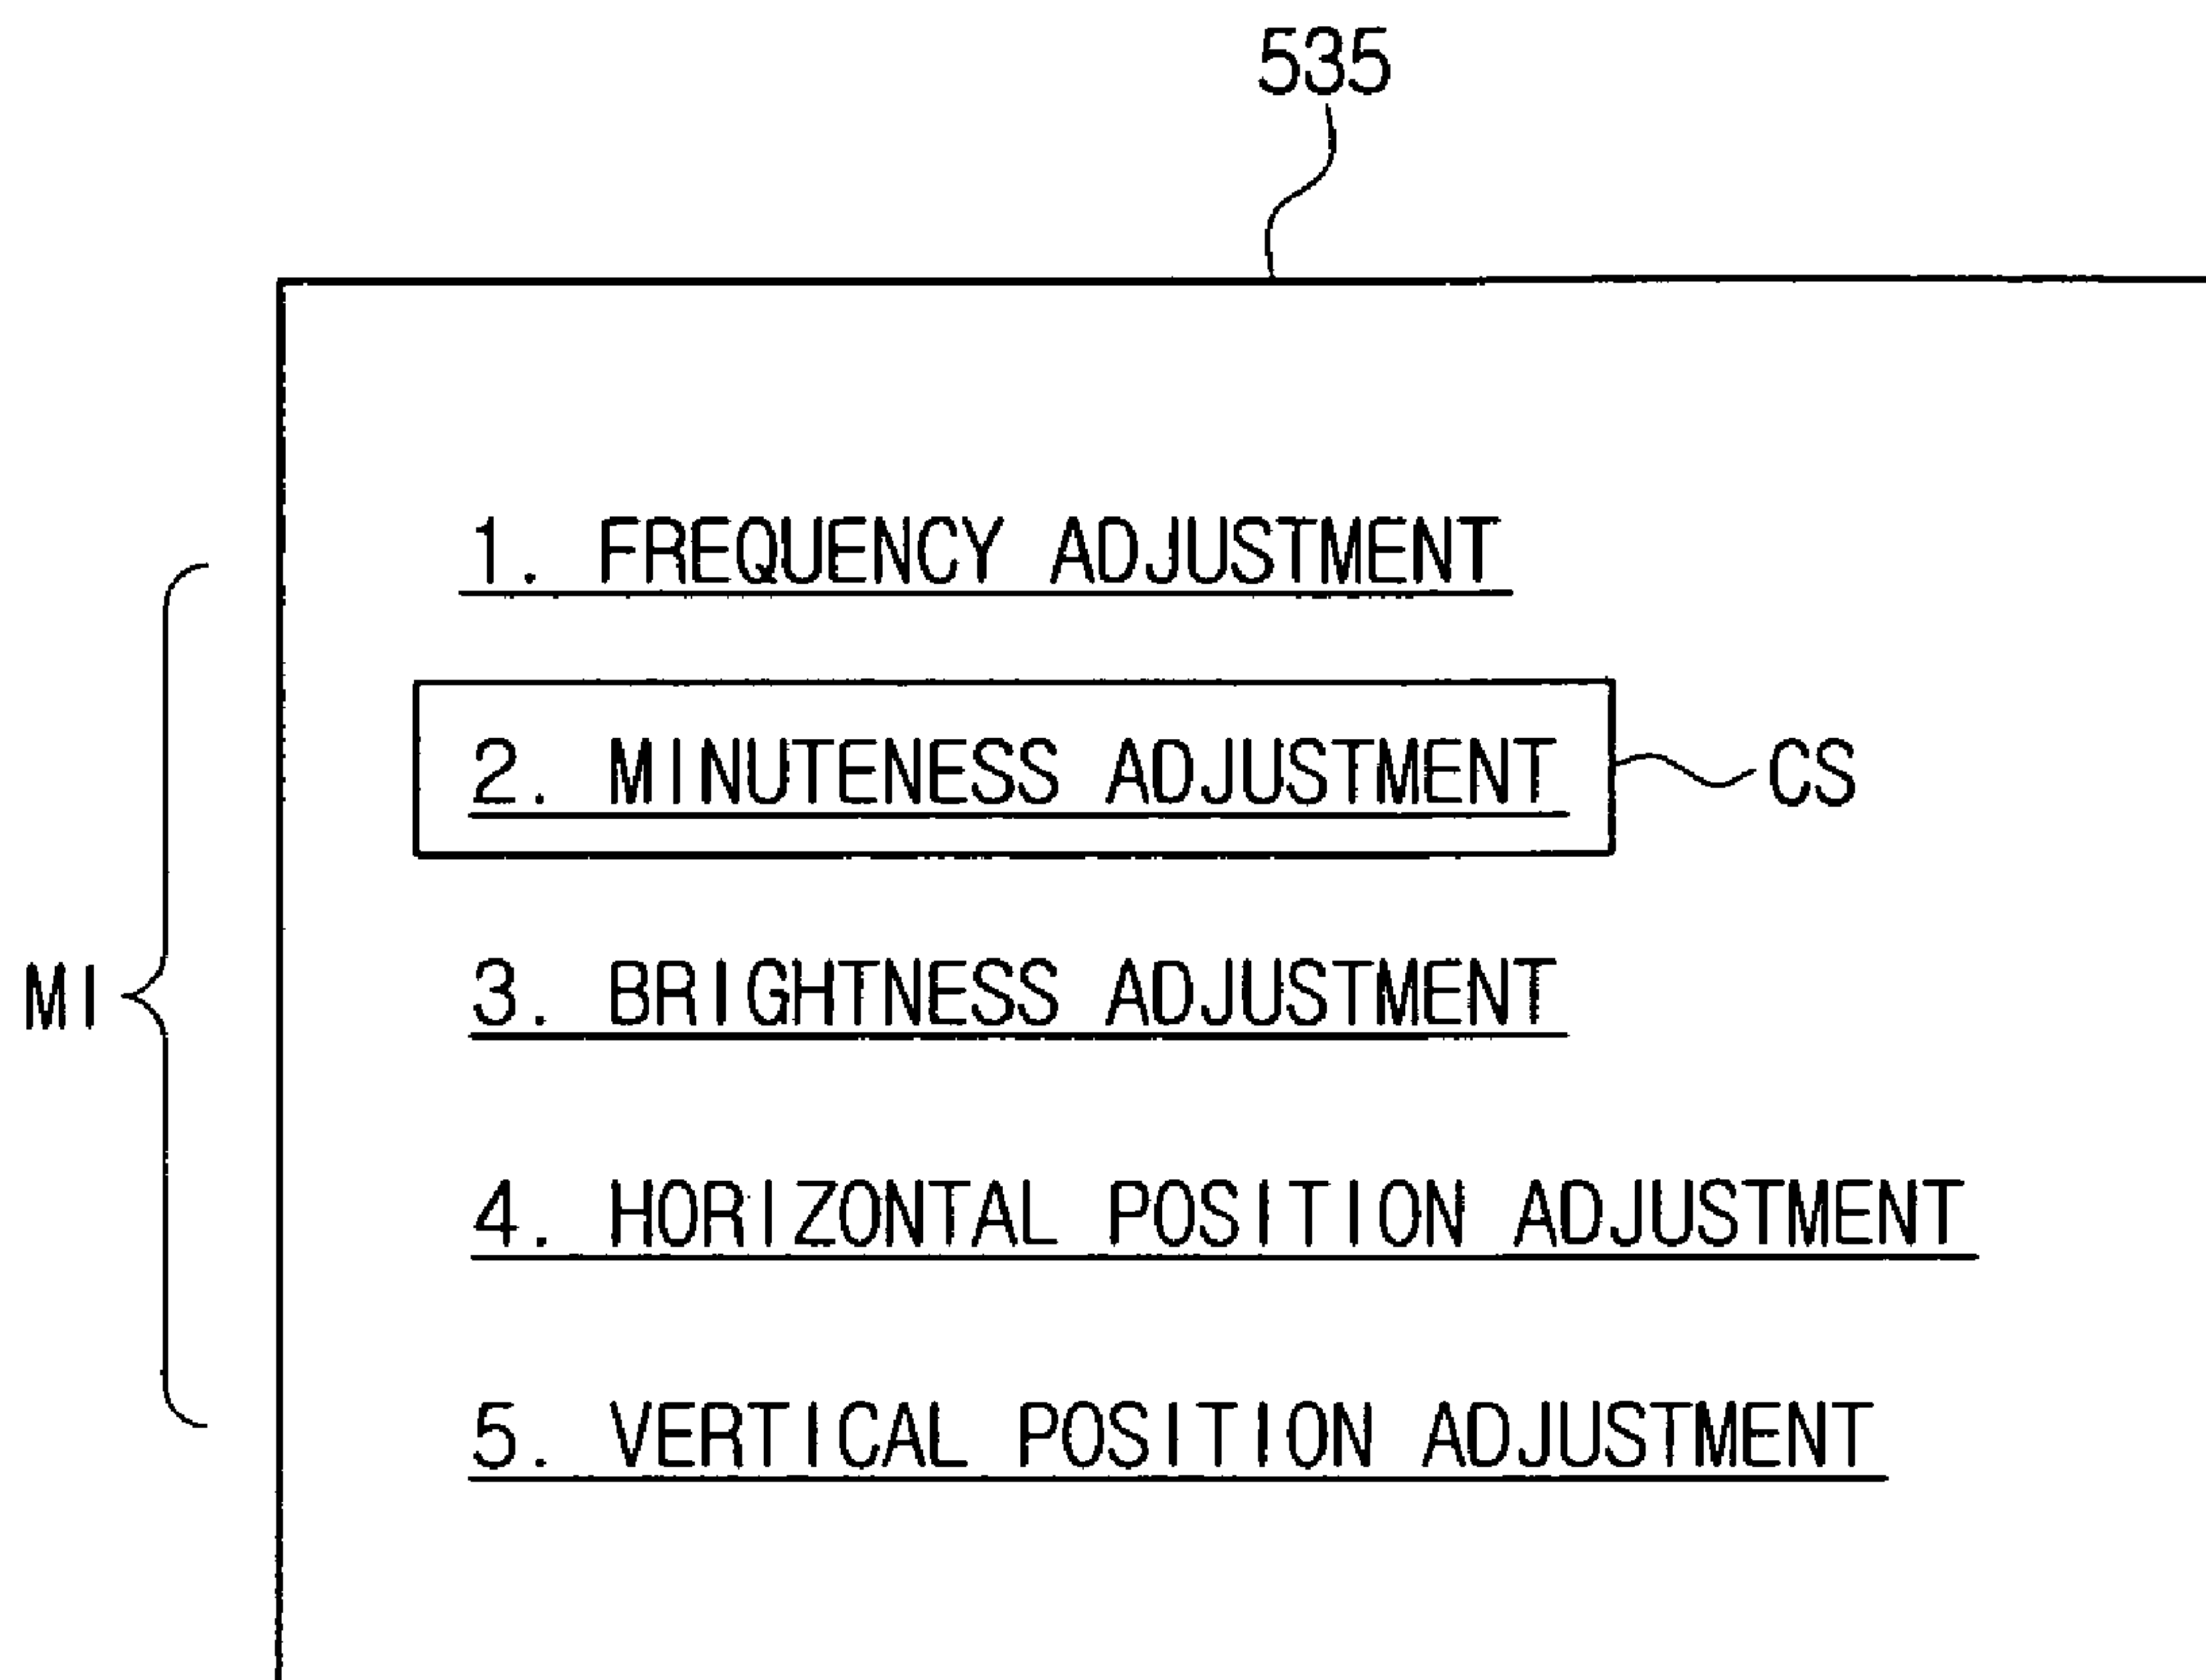 535
1. FREQUENCY ADJUSTMENT
2. MINUTENESS ADJUSTMENT
CS
3. BRIGHTNESS ADJUSTMENT
MI
4. HORIZONTAL POSITION ADJUSTMENT
5. VERTICAL POSITION ADJUSTMENT